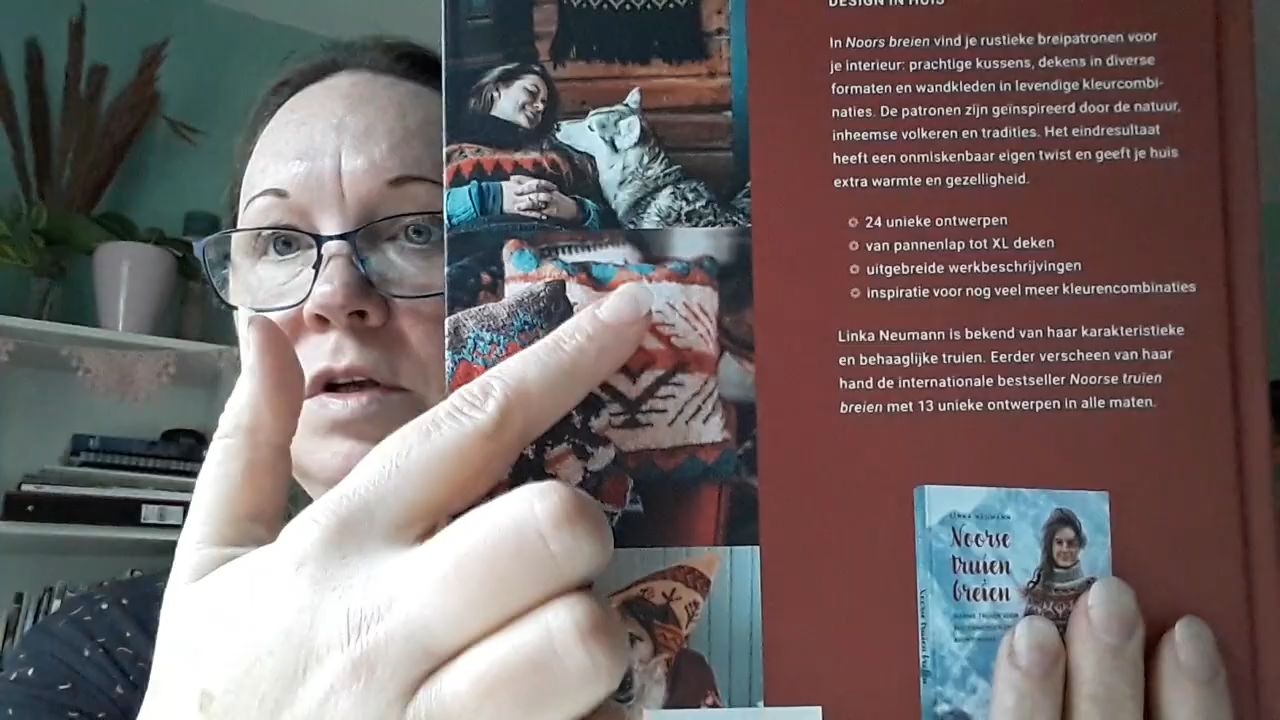 DESIGN IN HUIS
In Noors breien vind je rustieke breipatronen voor
je interieur: prachtige kussens, dekens in diverse
formaten en wandkleden in levendige kleurcombi-
naties. De patronen zijn geïnspireerd door de natuur,
inheemse volkeren en tradities. Het eindresultaat
heeft een onmiskenbaar eigen twist en geeft je huis
extra warmte en gezelligheid.
24 unieke ontwerpen
van pannenlap tot XL deken
uitgebreide werkbeschrijvingen
inspiratie voor nog veel meer kleurencombinaties
Linka Neumann is bekend van haar karakteristieke
en behaaglijke truien. Eerder verscheen van haar
hand de internationale bestseller Noorse truien
breien met 13 unieke ontwerpen in alle maten.
LINKA NEUMANN
Noorse
truien
breien
Noorse truien breien